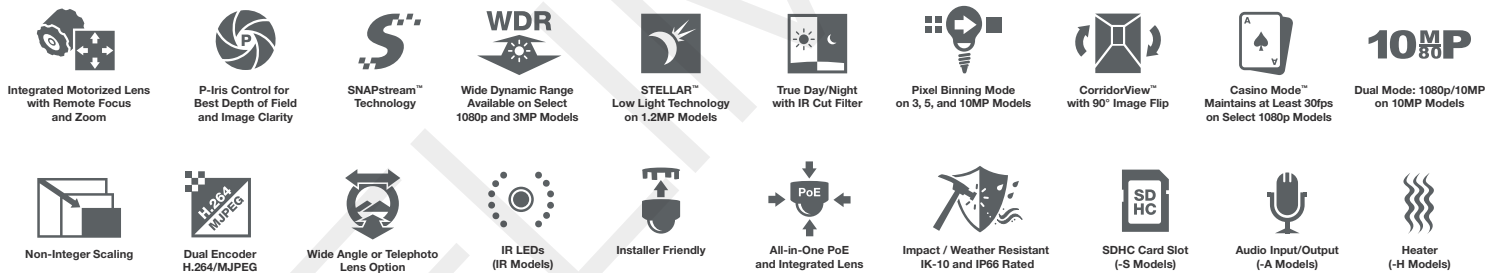 WDR
10 M 80 P
P
A
A
Integrated Motorized Lens
with Remote Focus
and Zoom
P-Iris Control for
Best Depth of Field
and Image Clarity
SNAPstream™
Technology
Wide Dynamic Range
Available on Select
1080p and 3MP Models
STELLAR™
Low Light Technology
on 1.2MP Models
True Day/Night
with IR Cut Filter
Pixel Binning Mode
on 3, 5, and 10MP Models
CorridorView™
with 90° Image Flip
Casino Mode™
Maintains at Least 30fps
on Select 1080p Models
Dual Mode: 1080p/10MP
on 10MP Models
H.264
MJPEG
PoE
SD
HC
Non-Integer Scaling
Dual Encoder
H.264/MJPEG
Wide Angle or Telephoto
Lens Option
IR LEDs
(IR Models)
Installer Friendly
All-in-One PoE
and Integrated Lens
Impact / Weather Resistant
IK-10 and IP66 Rated
SDHC Card Slot
(-S Models)
Audio Input/Output
(-A Models)
Heater
(-H Models)